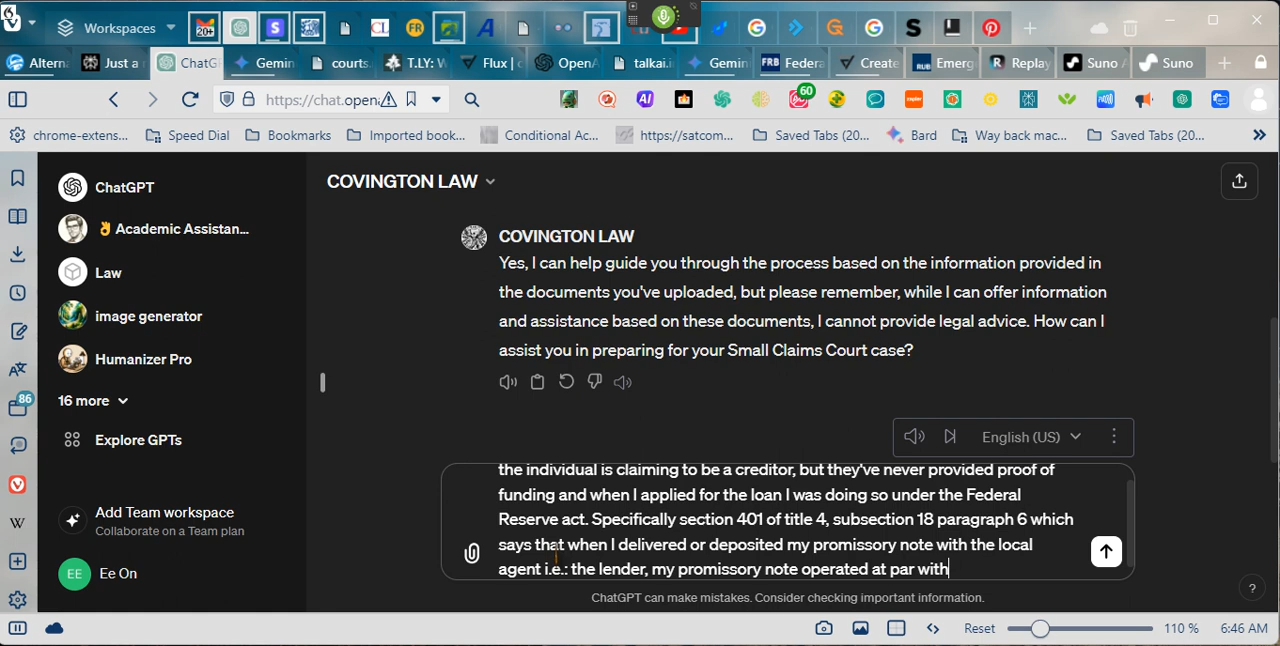 Workspaces
20+
CL
FR
A
G
S
Altern
Just a r
ChatG
Gemin
courts.
T.LY: W
Flux | c
OpenA
talkai.i
Gemini
FRB Federa
Create
RUB Emerg
R Replay
Suno A
Suno
https://chat.open
60
chrome-extens...
Speed Dial
Bookmarks
Imported book...
Conditional Ac...
https://satcom...
Saved Tabs (20...
Bard
Way back mac...
Saved Tabs (20...
86
W
ChatGPT
👌 Academic Assistan...
Law
image generator
Humanizer Pro
16 more
Explore GPTs
Add Team workspace
Collaborate on a Team plan
EE
Ee On
COVINGTON LAW
COVINGTON LAW
Yes, I can help guide you through the process based on the information provided in
the documents you've uploaded, but please remember, while I can offer information
and assistance based on these documents, I cannot provide legal advice. How can I
assist you in preparing for your Small Claims Court case?
English (US)
the individual is claiming to be a creditor, but they've never provided proof of
funding and when I applied for the loan I was doing so under the Federal
Reserve act. Specifically section 401 of title 4, subsection 18 paragraph 6 which
says that when I delivered or deposited my promissory note with the local
agent i.e.: the lender, my promissory note operated at par with
ChatGPT can make mistakes. Consider checking important information.
?
Reset
110 %
6:46 AM